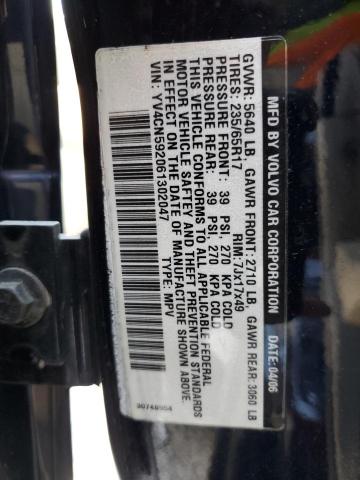 MFD BY VOLVO CAR CORPORATION DATE: 04/06
GVWR: 5640 LB GAWR FRONT: 2710 LB GAWR REAR: 3060 LB
TIRES: 235/65R17 RIM: 7Jx17x49
PRESSURE FRONT: 39 PSI, 270 KPA COLD
PRESSURE REAR: 39 PSI, 270 KPA COLD
THIS VEHICLE CONFORMS TO ALL APPLICABLE FEDERAL
MOTOR VEHICLE SAFTEY AND THEFT PREVENTION STANDARDS
IN EFFECT ON THE DATE OF MANUFACTURE SHOWN ABOVE.
VIN: YV4CN592061302047 TYPE: MPV